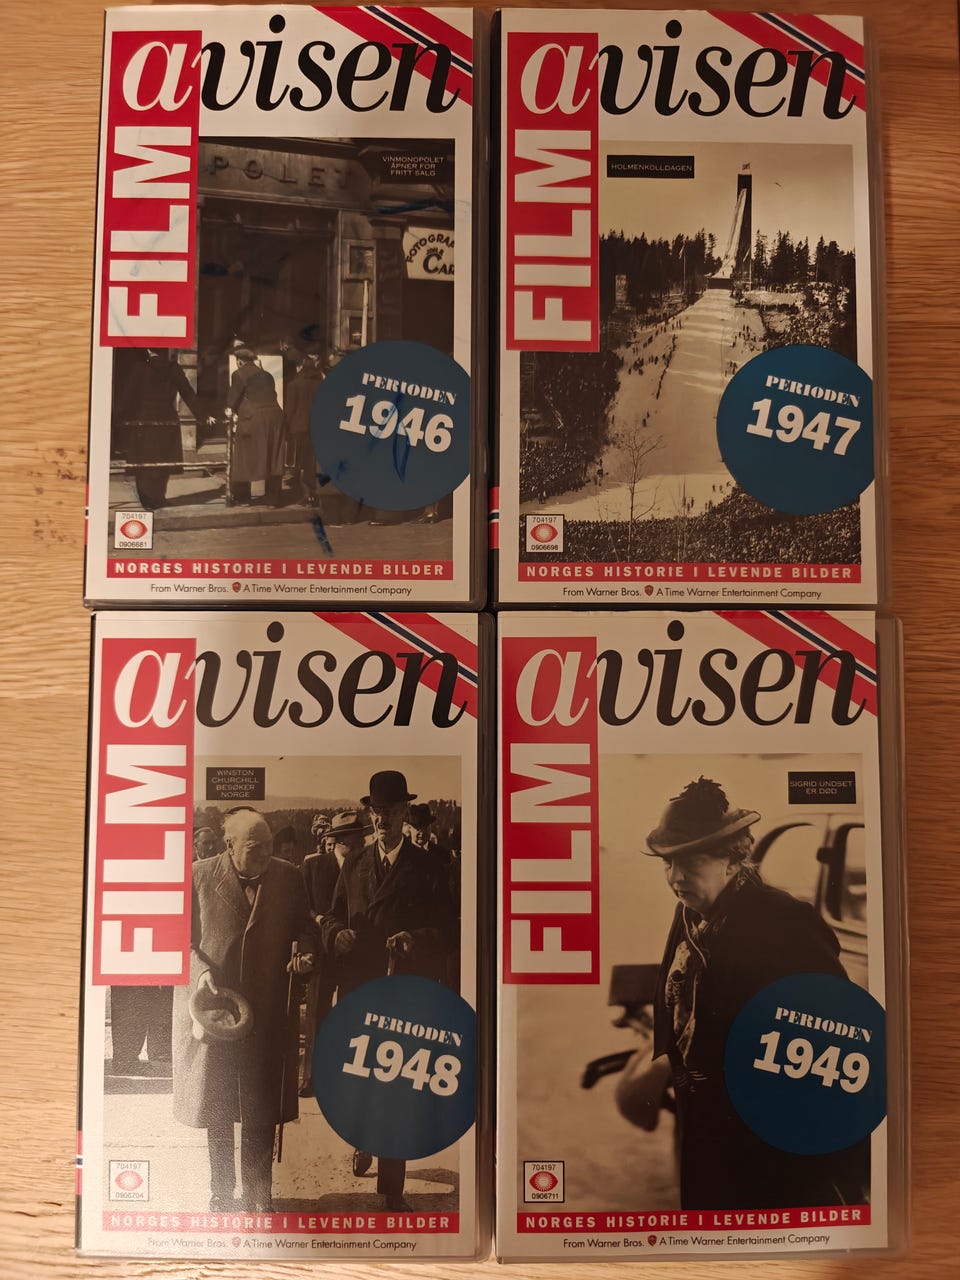 avisen
FILM
POLET
VINMONOPOLET
ÅPNER FOR
FRITT SALG
FOTOGRA
CAR
PERIODEN
1946
704197
0906681
NORGES HISTORIE I LEVENDE BILDER
From Warner Bros. A Time Warner Entertainment Company
avisen
FILM
HOLMENKOLLDAGEN
PERIODEN
1947
704197
0906698
NORGES HISTORIE I LEVENDE BILDER
From Warner Bros. A Time Warner Entertainment Company
avisen
FILM
WINSTON
CHURCHILL
BESØKER
NORGE
PERIODEN
1948
704197
0906704
NORGES HISTORIE I LEVENDE BILDER
From Warner Bros. A Time Warner Entertainment Company
avisen
FILM
SIGRID UNDSET
ER DØD
PERIODEN
1949
704197
0906711
NORGES HISTORIE I LEVENDE BILDER
From Warner Bros. A Time Warner Entertainment Company